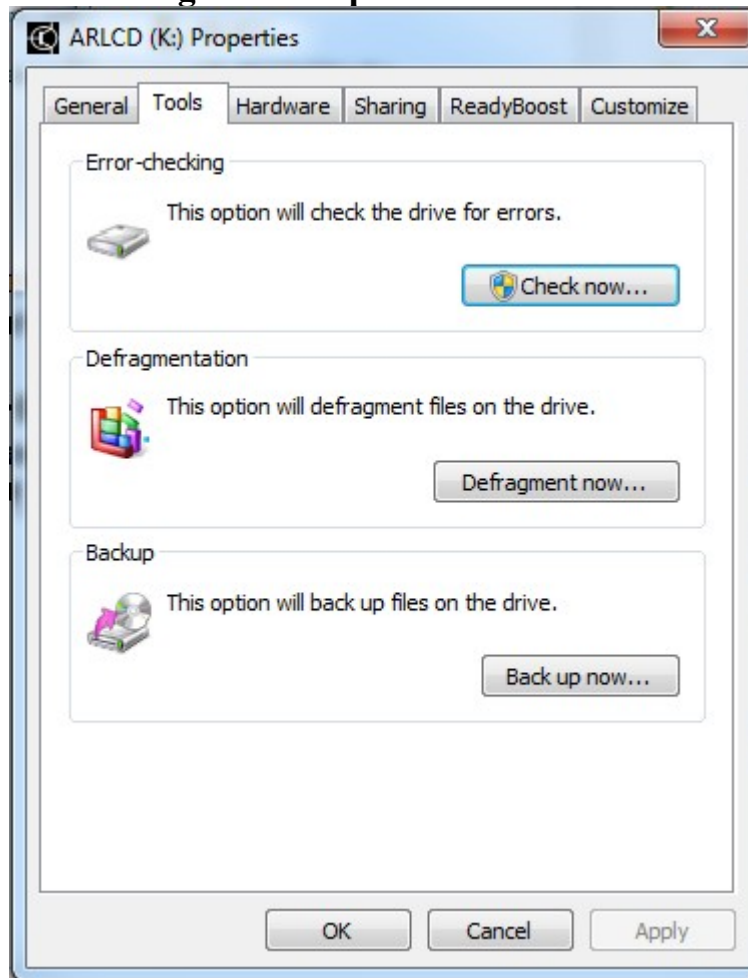 ARLCD (K:) Properties
General Tools Hardware Sharing ReadyBoost Customize
Error-checking
This option will check the drive for errors.
Check now...
Defragmentation
This option will defragment files on the drive.
Defragment now...
Backup
This option will back up files on the drive.
Back up now...
OK Cancel Apply